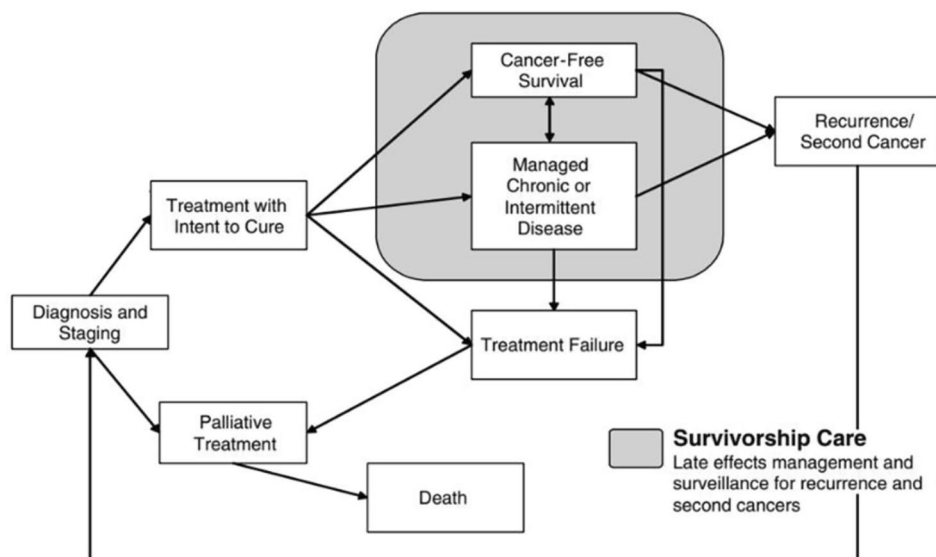 Cancer-Free
Survival
Recurrence/
Second Cancer
Managed
Chronic or
Intermittent
Disease
Treatment with
Intent to Cure
Diagnosis and
Staging
Treatment Failure
Palliative
Treatment
Death
Survivorship Care
Late effects management and
surveillance for recurrence and
second cancers